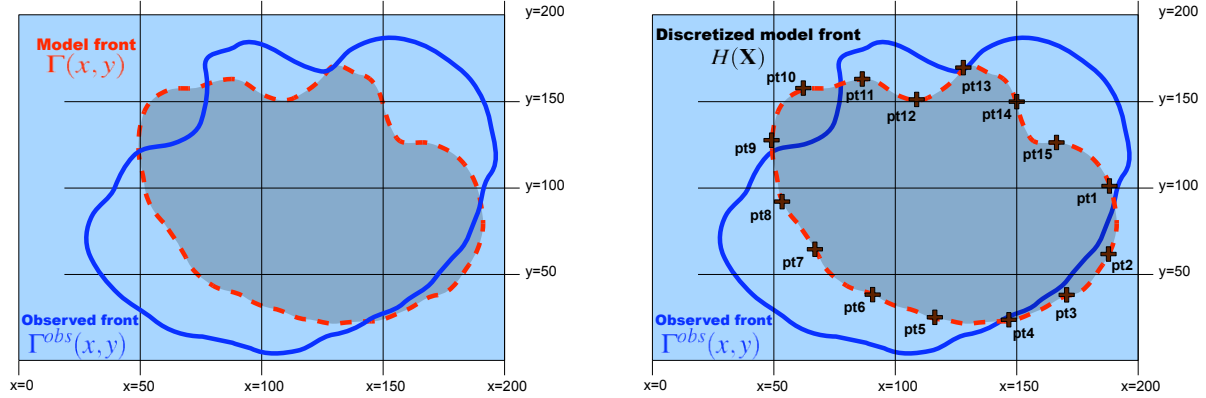 y=200
Model front
Γ(x, y)
y=150
y=100
y=50
Observed front
Γ^{obs}(x, y)
x=0 x=50 x=100 x=150 x=200
y=200
Discretized model front
H(X)
pt10
pt11
pt13
y=150
pt12
pt14
pt9
pt15
y=100
pt1
pt8
pt7
pt2
y=50
pt6
pt3
Observed front
pt5
pt4
Γ^{obs}(x, y)
x=0 x=50 x=100 x=150 x=200